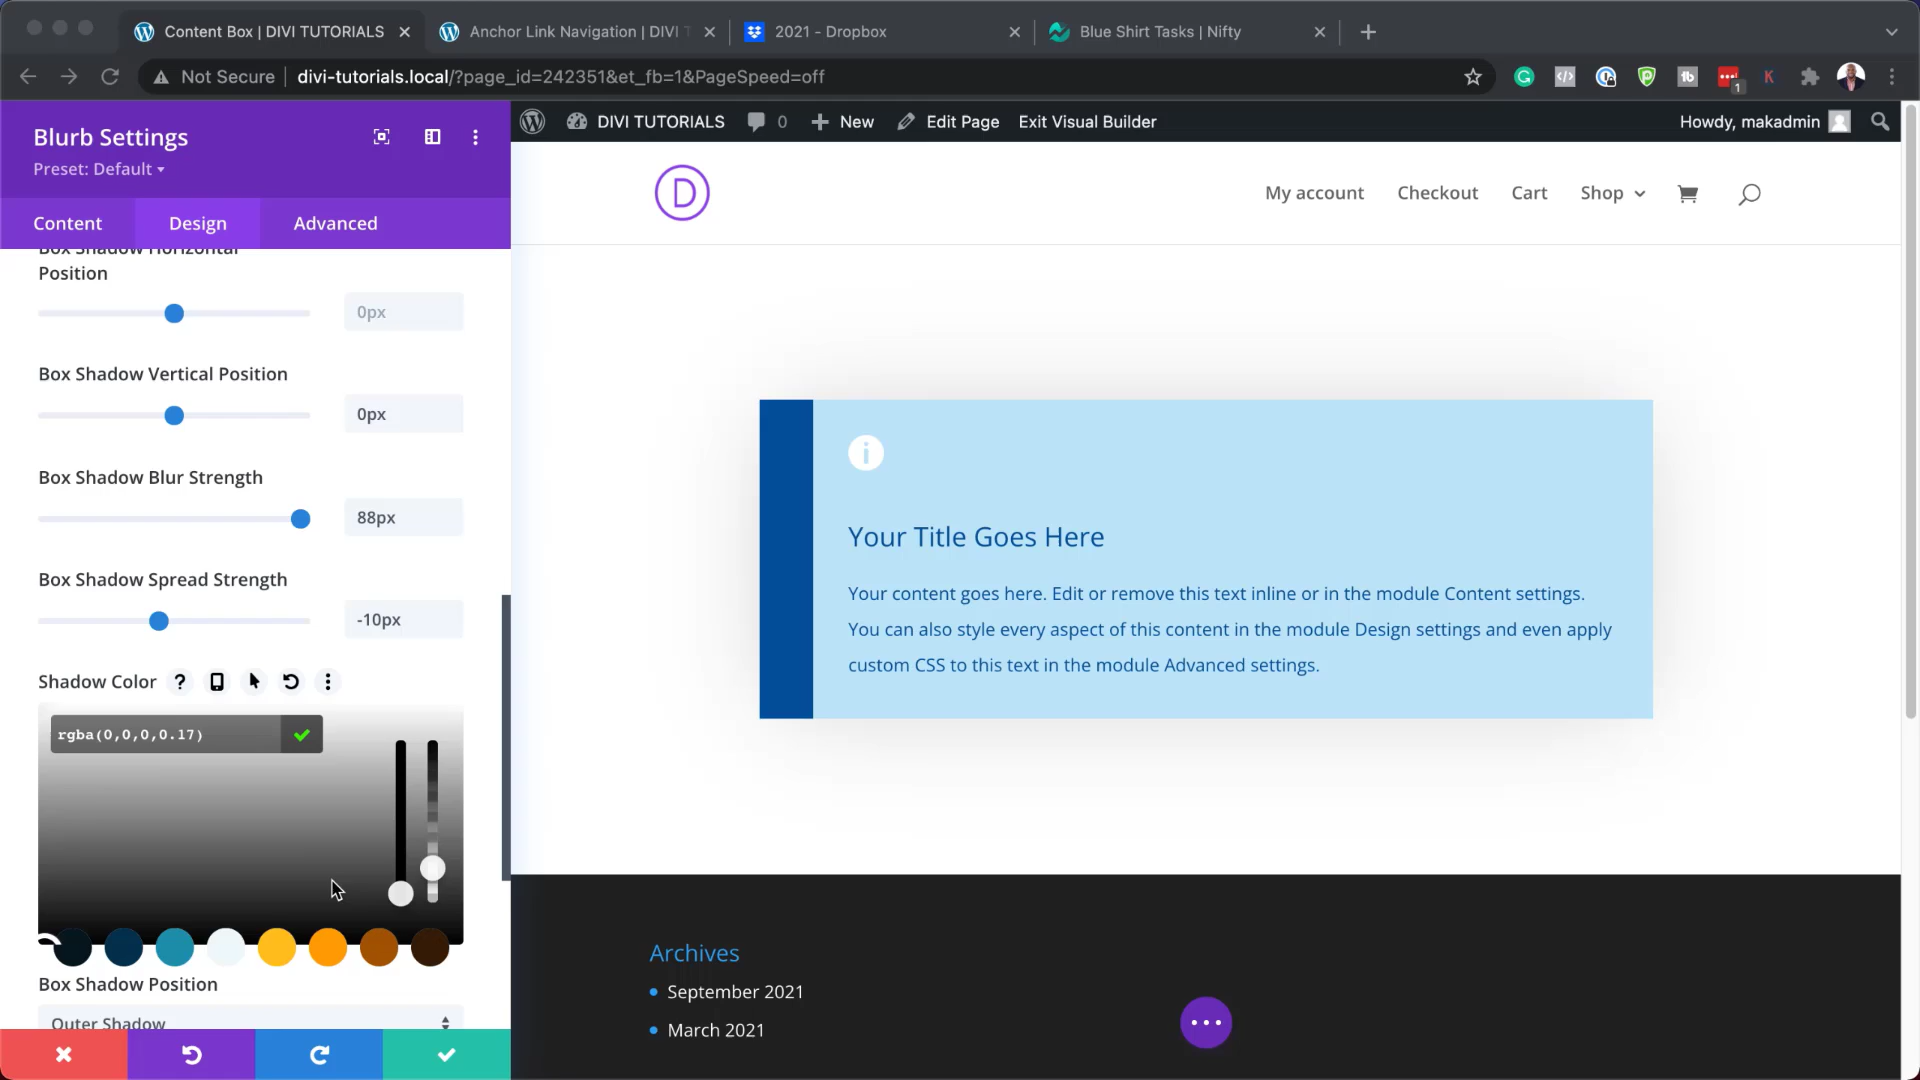 Content Box | DIVI TUTORIALS
Anchor Link Navigation | DIVI T
2021 - Dropbox
Blue Shirt Tasks | Nifty
Not Secure
divi-tutorials.local/?page_id=242351&et_fb=1&PageSpeed=off
1
Blurb Settings
Preset: Default
Content
Design
Advanced
DIVI TUTORIALS
0
New
Edit Page
Exit Visual Builder
Howdy, makadmin
D
My account
Checkout
Cart
Shop
Box Shadow Horizontal
Position
0px
Box Shadow Vertical Position
0px
Box Shadow Blur Strength
88px
Box Shadow Spread Strength
-10px
Shadow Color
?
rgba(0,0,0,0.17)
Box Shadow Position
Outer Shadow
Your Title Goes Here
Your content goes here. Edit or remove this text inline or in the module Content settings.
You can also style every aspect of this content in the module Design settings and even apply
custom CSS to this text in the module Advanced settings.
Archives
September 2021
March 2021